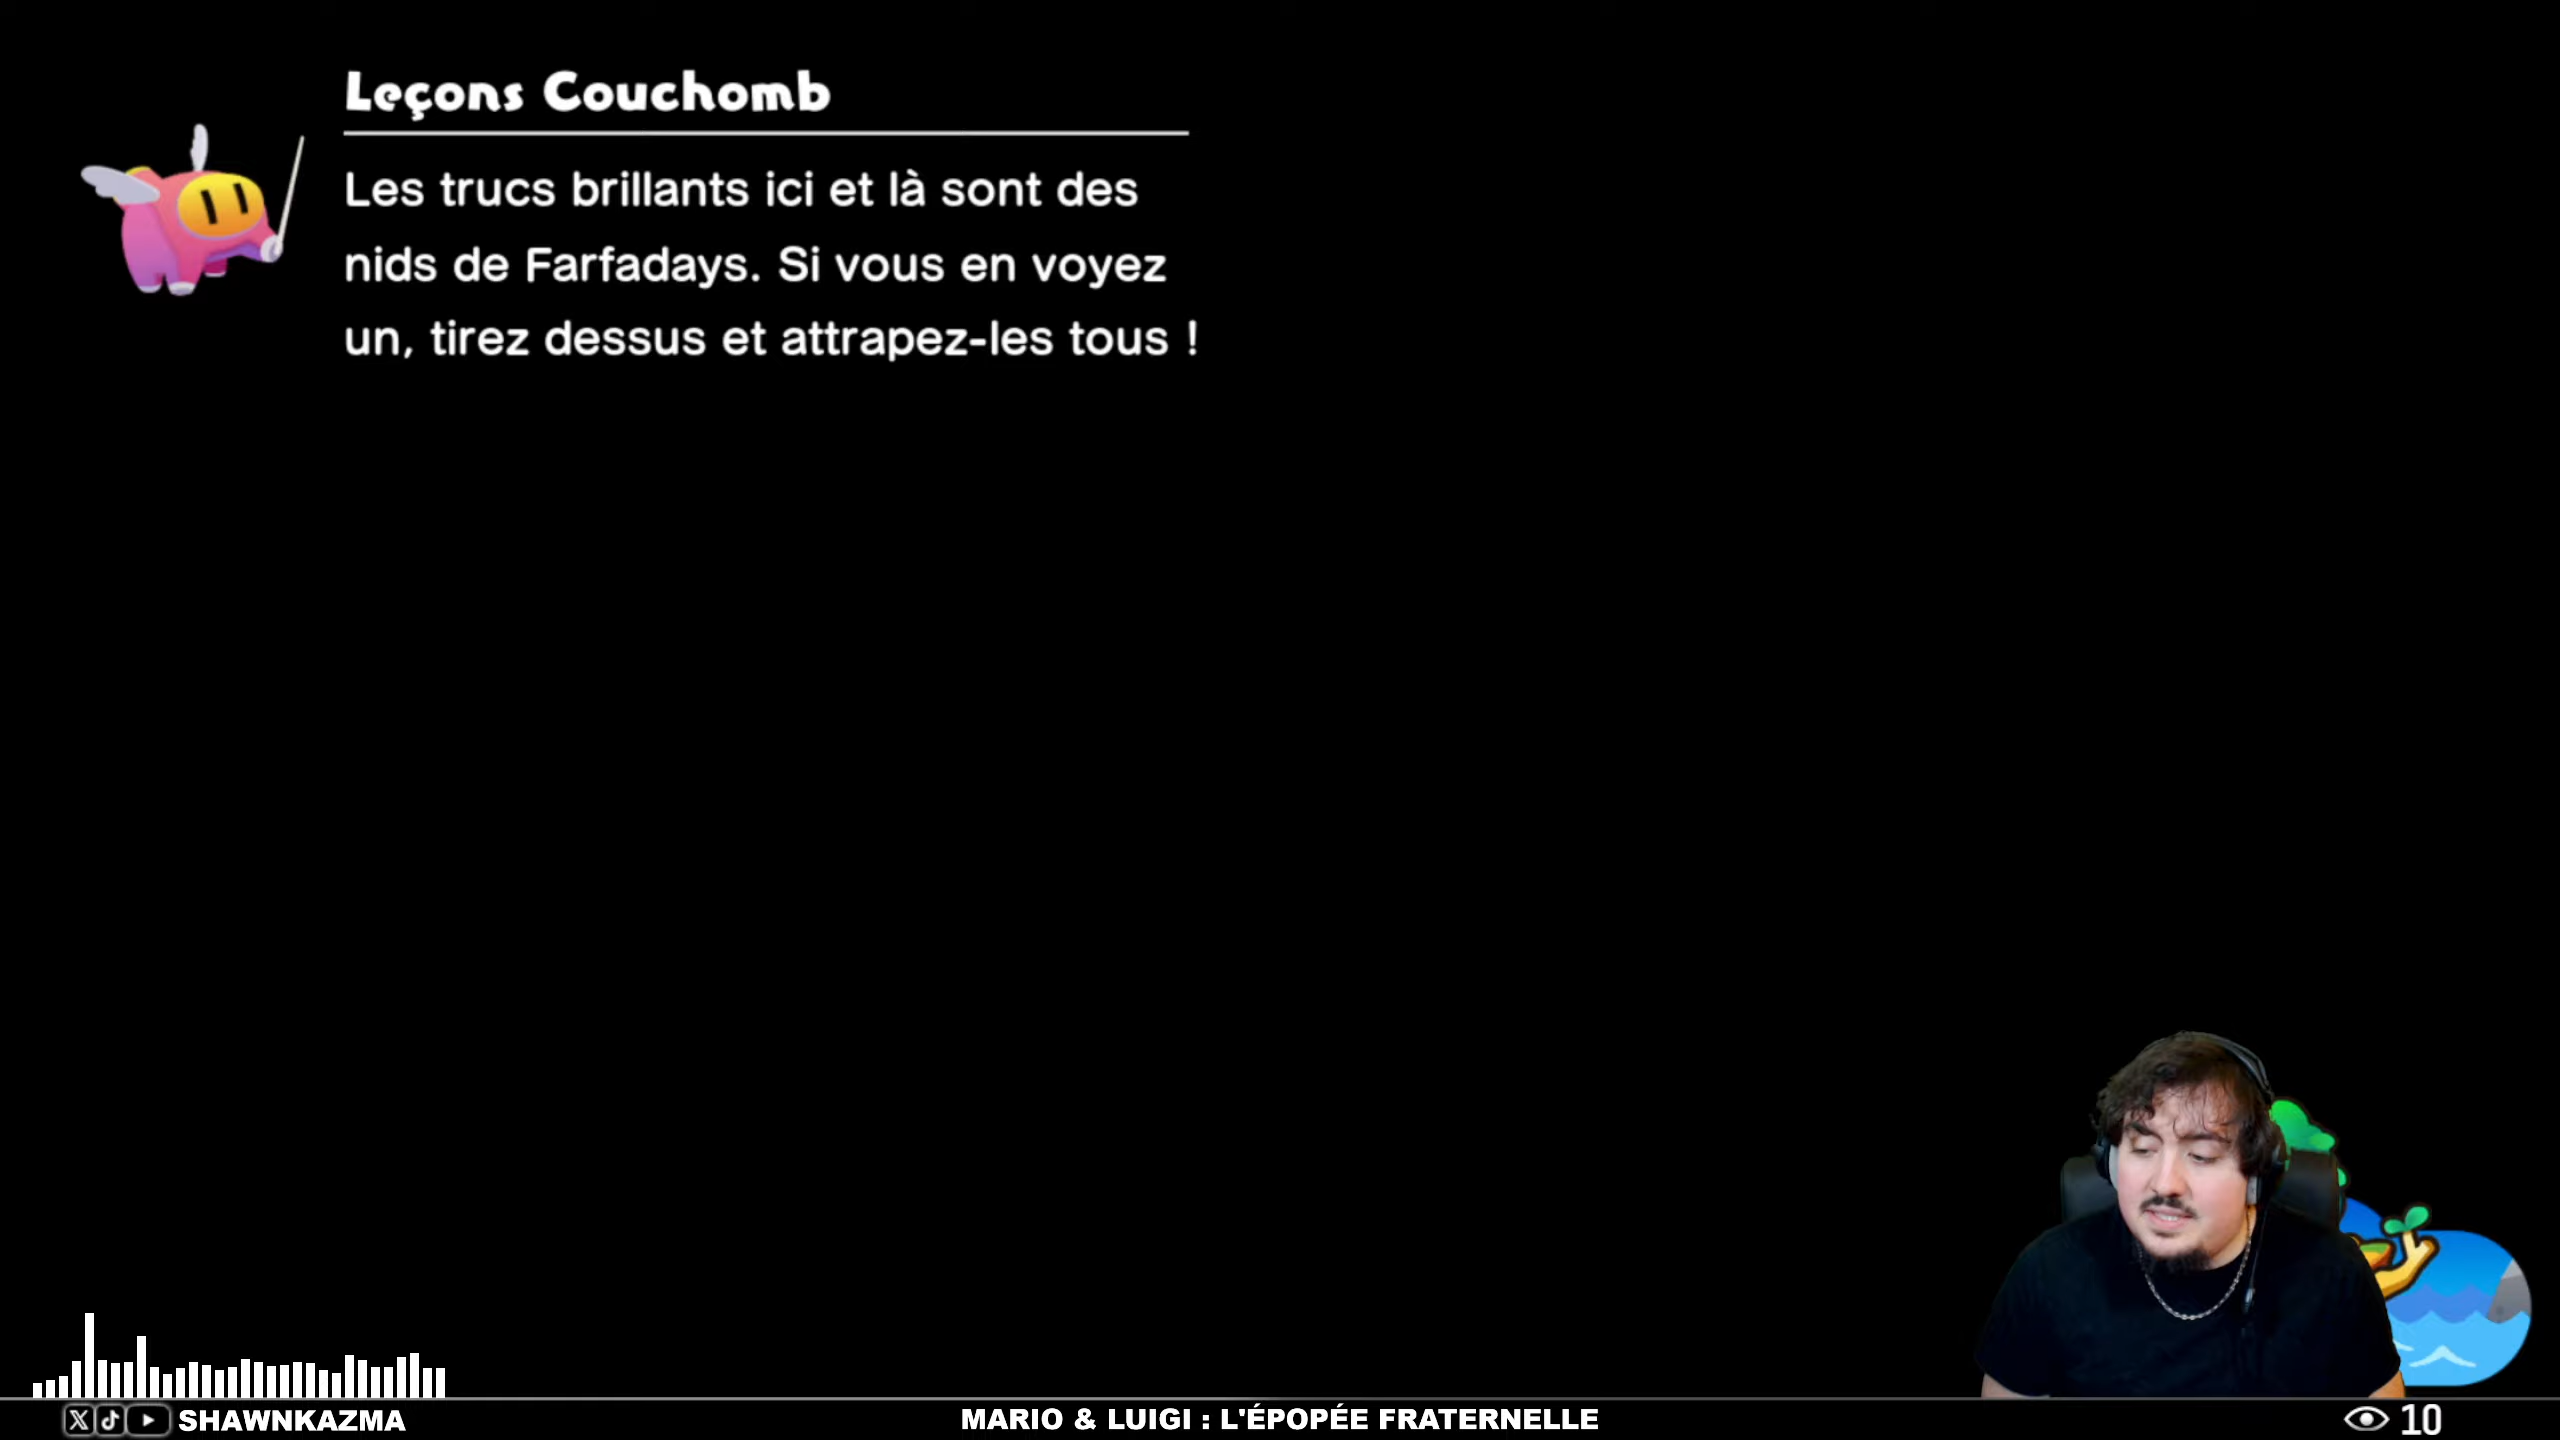 Leçons Couchomb
Les trucs brillants ici et là sont des
nids de Farfadays. Si vous en voyez
un, tirez dessus et attrapez-les tous !
SHAWNKAZMA
MARIO & LUIGI : L'ÉPOPÉE FRATERNELLE
10